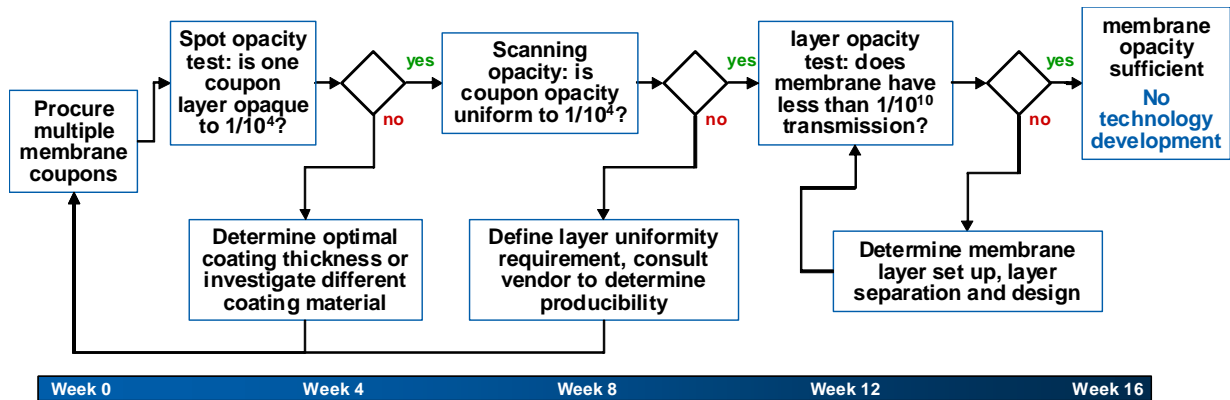 Procure
multiple
membrane
coupons
Spot opacity
test: is one
coupon
layer opaque
to 1/10⁴?
yes
no
Determine optimal
coating thickness or
investigate different
coating material
Scanning
opacity: is
coupon opacity
uniform to 1/10⁴?
yes
no
Define layer uniformity
requirement, consult
vendor to determine
producibility
layer opacity
test: does
membrane have
less than 1/10¹⁰
transmission?
yes
no
Determine membrane
layer set up, layer
separation and design
membrane
opacity
sufficient
No
technology
development
Week 0
Week 4
Week 8
Week 12
Week 16